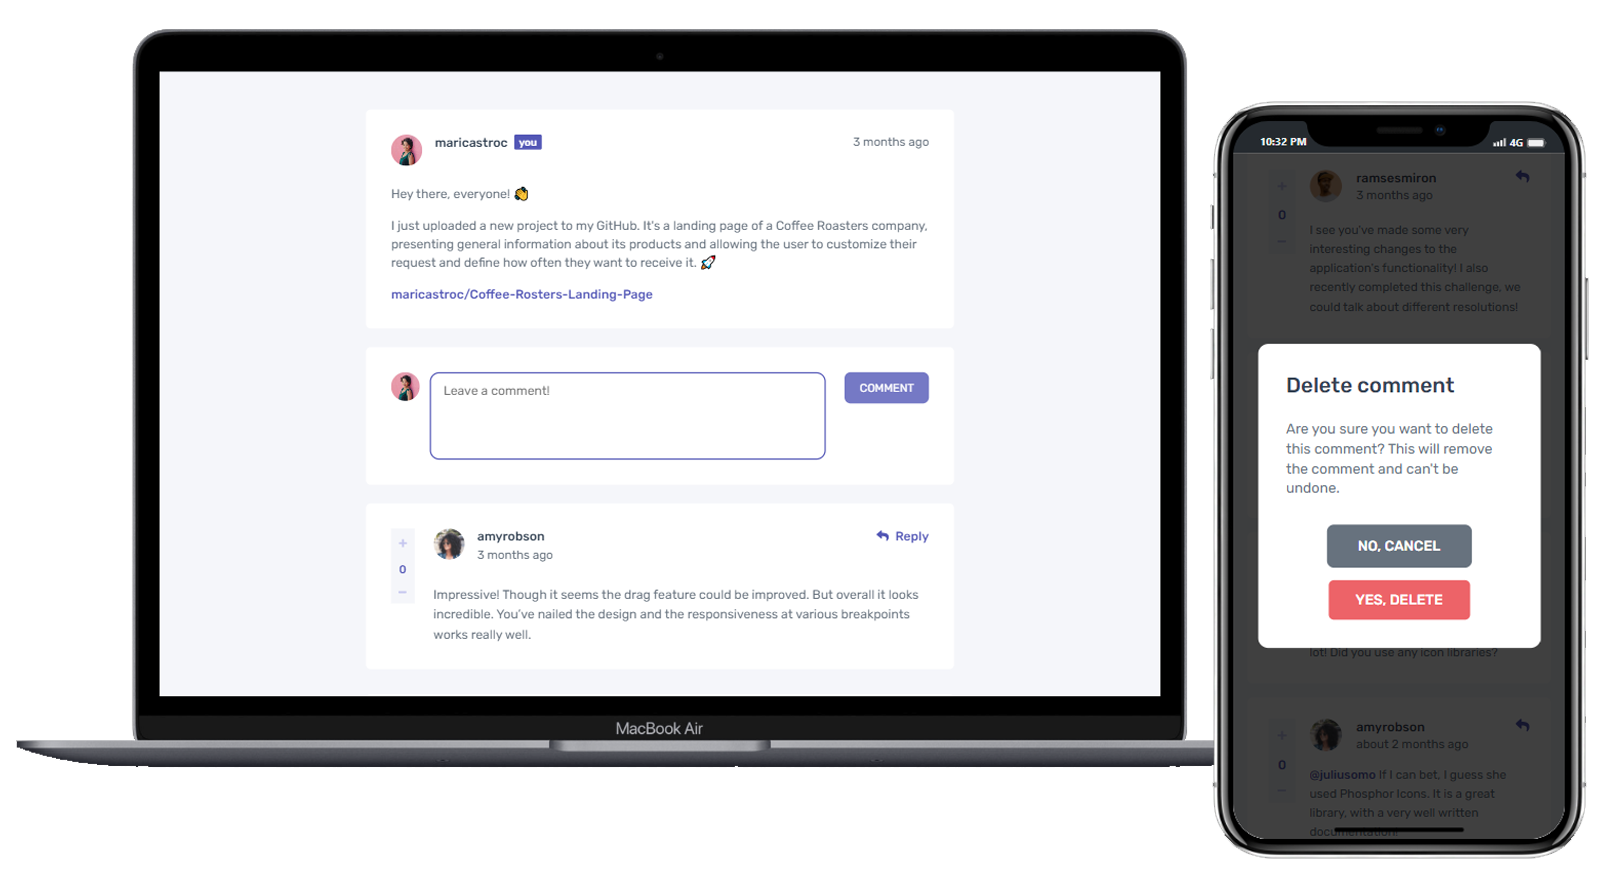 maricastroc you
3 months ago
Hey there, everyone! 👏
I just uploaded a new project to my GitHub. It's a landing page of a Coffee Roasters company,
presenting general information about its products and allowing the user to customize their
request and define how often they want to receive it. 🚀
maricastroc/Coffee-Rosters-Landing-Page
Leave a comment!
COMMENT
+
0
−
amyrobson
3 months ago
Reply
Impressive! Though it seems the drag feature could be improved. But overall it looks
incredible. You've nailed the design and the responsiveness at various breakpoints
works really well.
MacBook Air
10:32 PM
4G
+
0
−
ramsesmiron
3 months ago
I see you've made some very
interesting changes to the
application's functionality! I also
recently completed this challenge, we
could talk about different resolutions!
Delete comment
Are you sure you want to delete
this comment? This will remove
the comment and can't be
undone.
NO, CANCEL
YES, DELETE
lot! Did you use any icon libraries?
+
0
−
amyrobson
about 2 months ago
@juliusomo If I can bet, I guess she
used Phosphor Icons. It is a great
library, with a very well written
documentation!